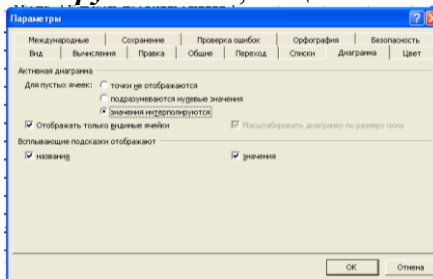 Параметры
Международные Сохранение Проверка ошибок Орфография Безопасность
Вид Вычисления Правка Общие Переход Списки Диаграмма Цвет
Активная диаграмма
Для пустых ячеек: точки не отображаются
подразумеваются нулевые значения
значения интерполируются
Отображать только видимые ячейки Масштабировать диаграмму по размеру окна
Всплывающие подсказки отображают
названия значения
ОК Отмена